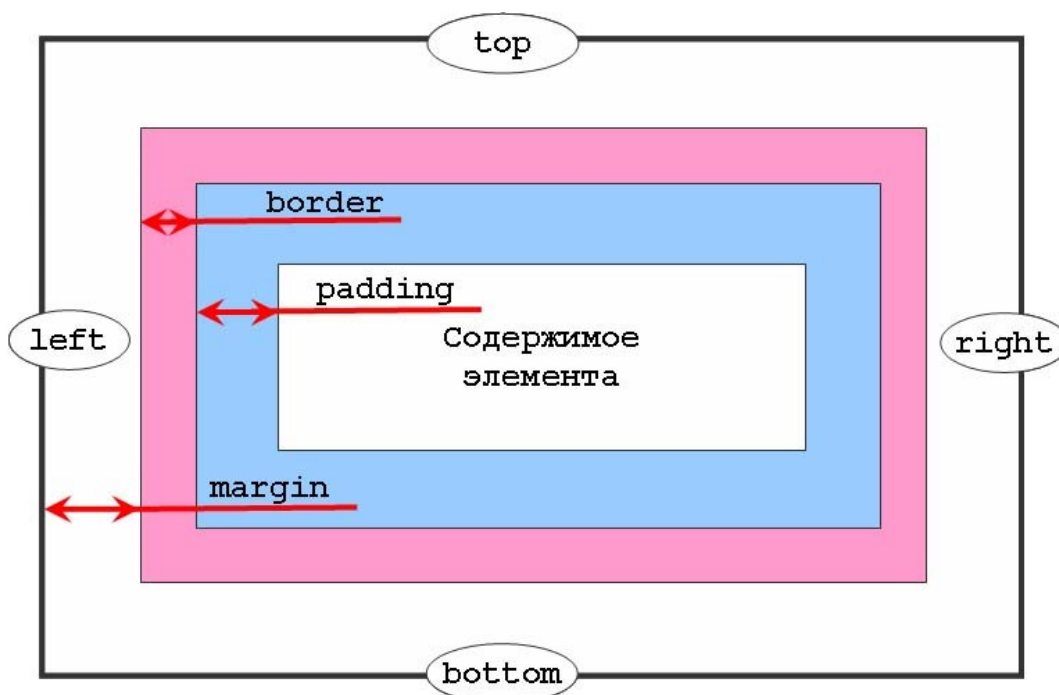 top
border
padding
left
right
Содержимое
элемента
margin
bottom